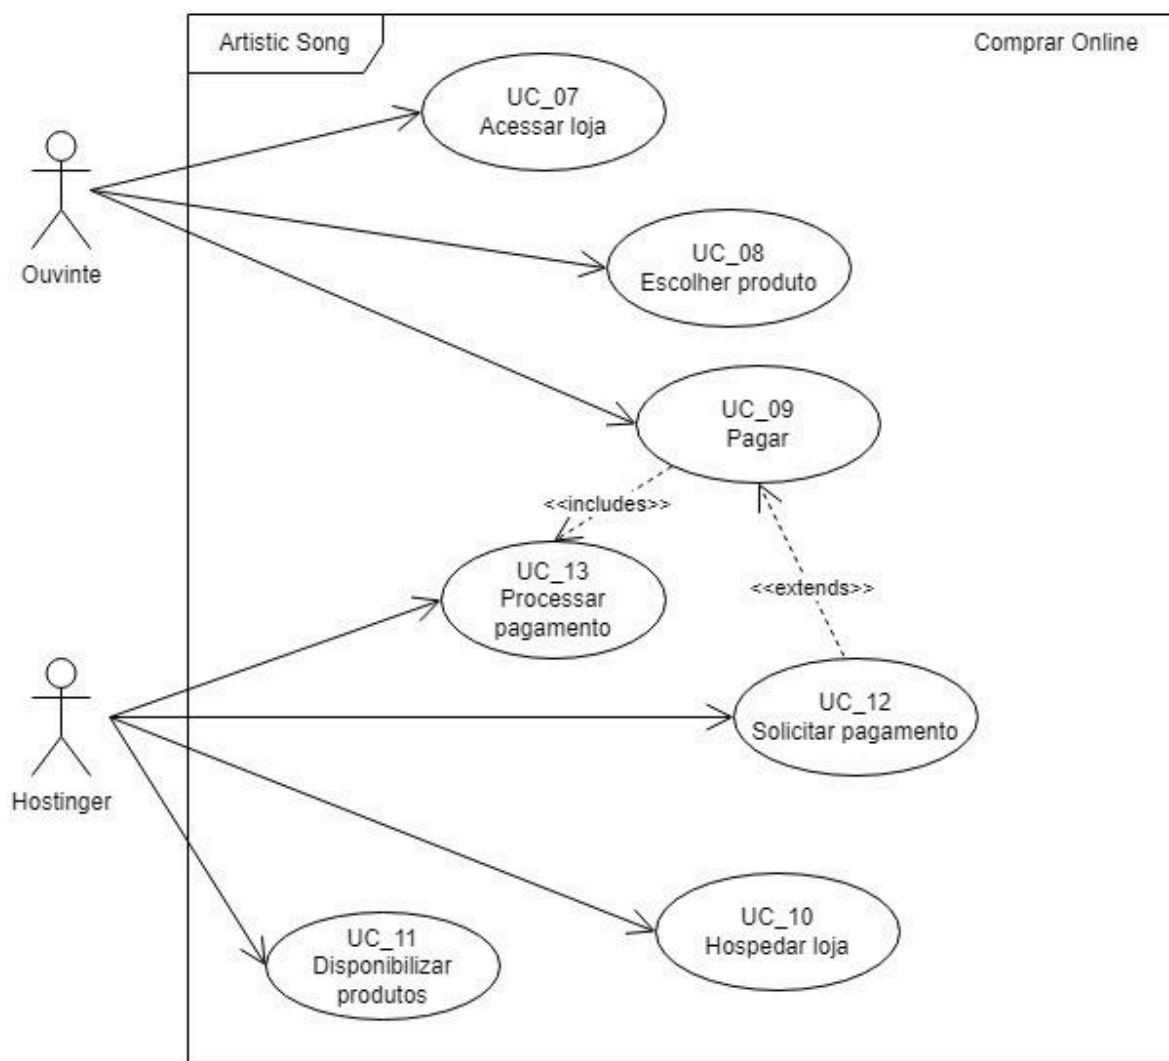 Artistic Song
Comprar Online
UC_07
Acessar loja
Ouvinte
UC_08
Escolher produto
UC_09
Pagar
<<includes>>
UC_13
Processar
pagamento
<<extends>>
UC_12
Solicitar pagamento
Hostinger
UC_10
Hospedar loja
UC_11
Disponibilizar
produtos